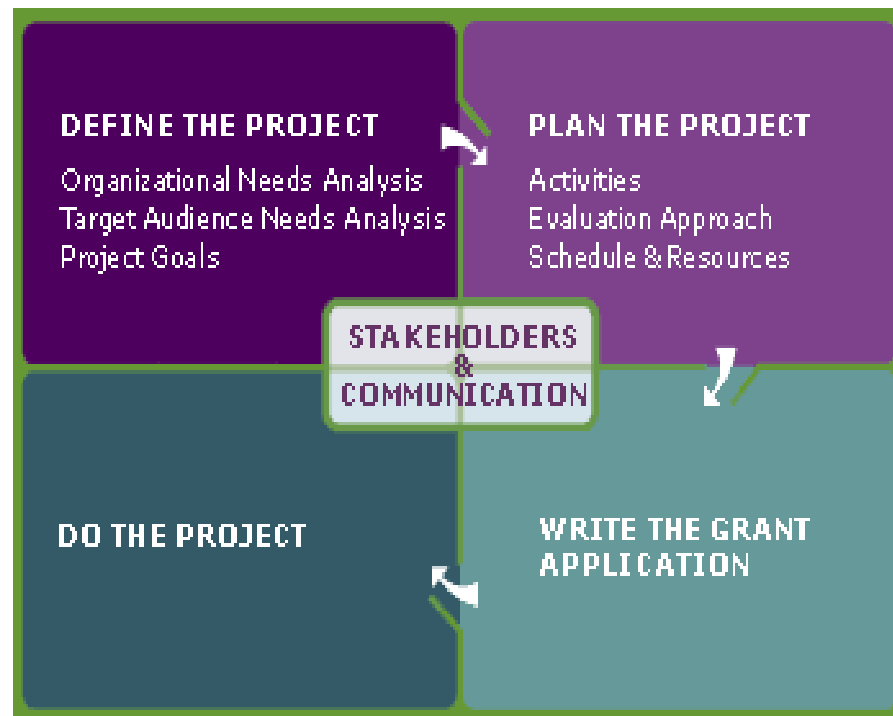 DEFINE THE PROJECT
Organizational Needs Analysis
Target Audience Needs Analysis
Project Goals
PLAN THE PROJECT
Activities
Evaluation Approach
Schedule & Resources
STAKEHOLDERS
&
COMMUNICATION
DO THE PROJECT
WRITE THE GRANT
APPLICATION